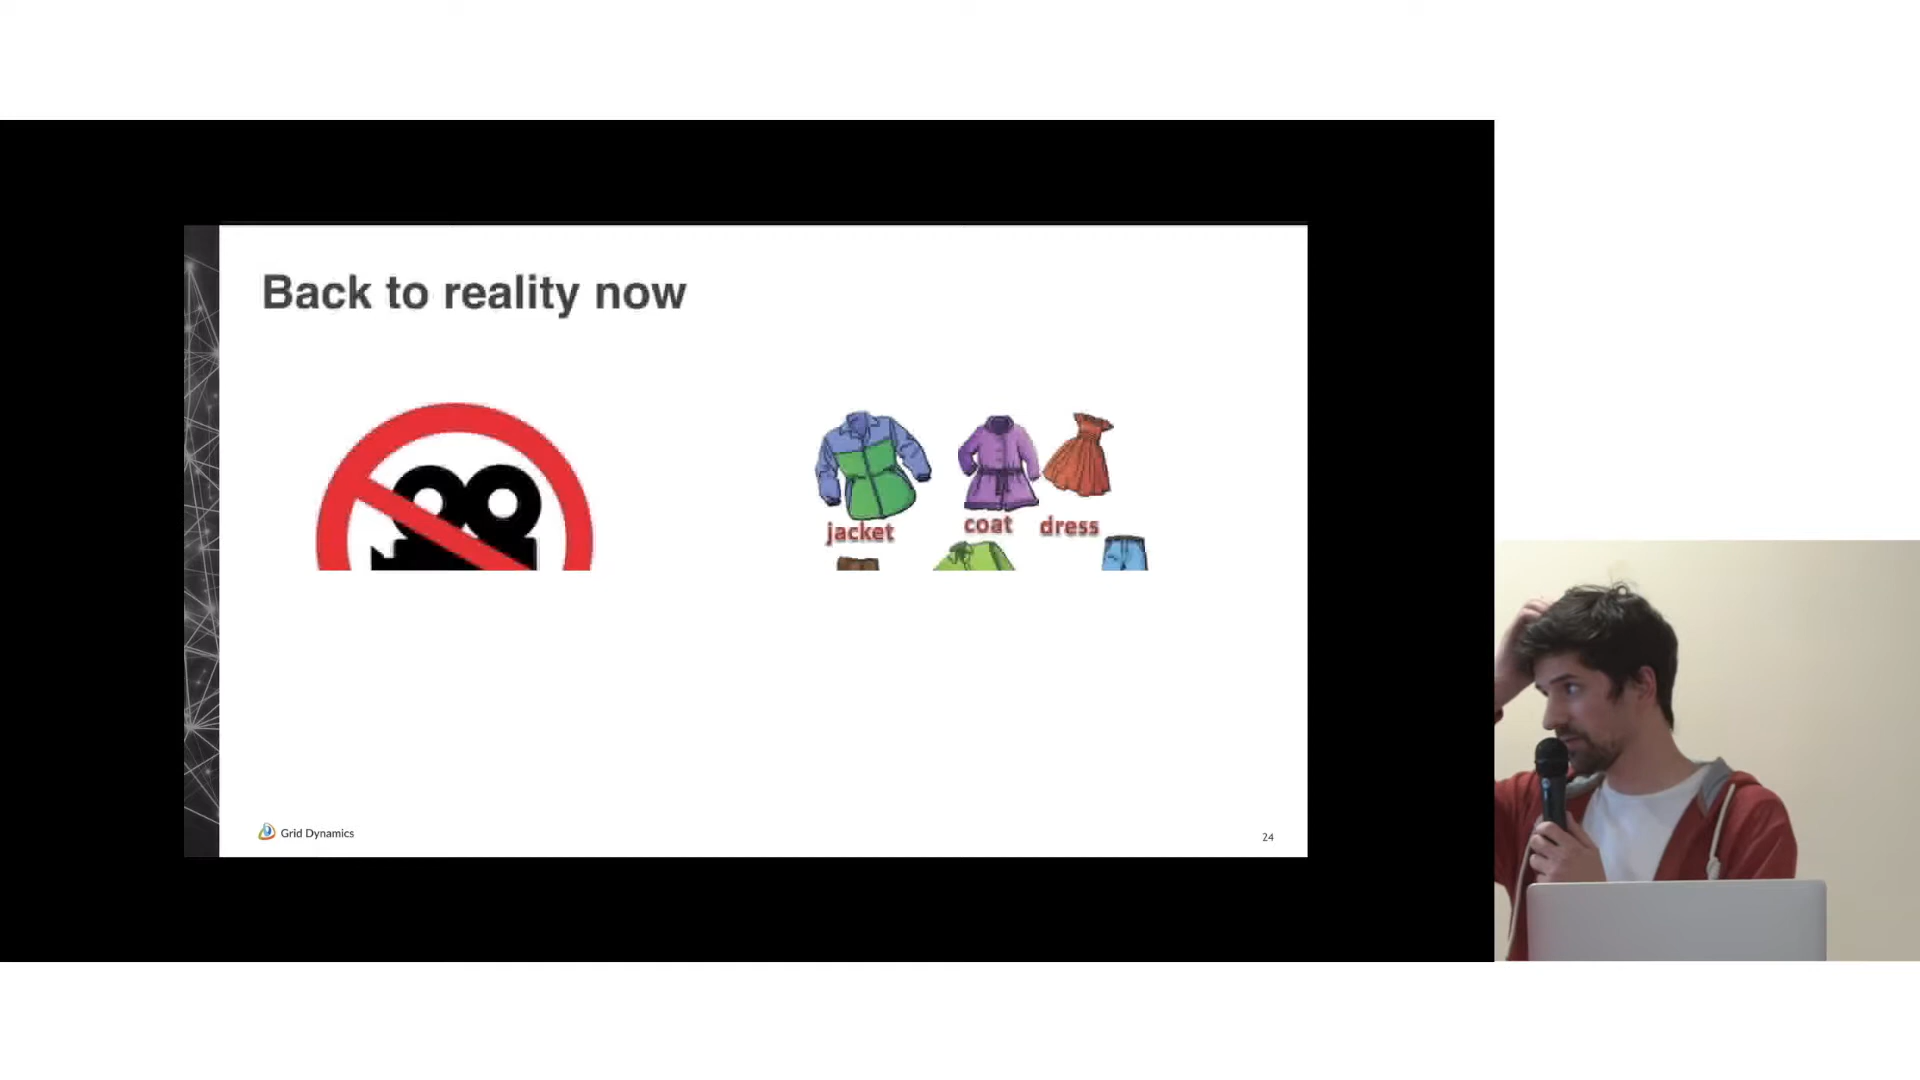 Back to reality now
jacket
coat
dress
Grid Dynamics
24